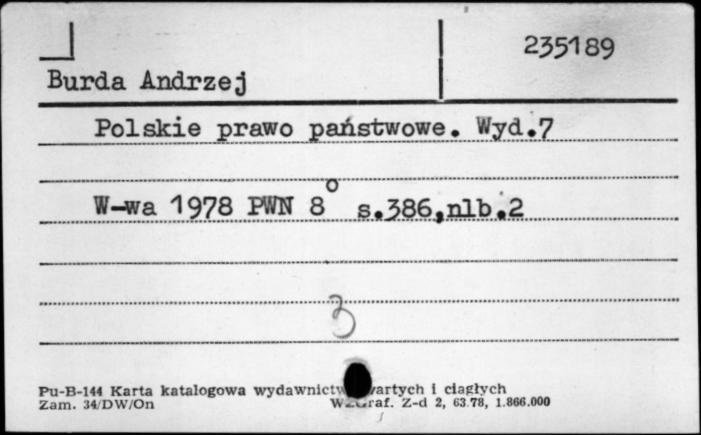 235189
Burda Andrzej
Polskie prawo państwowe. Wyd.7
W-wa 1978 PWN 8° s.386,nlb.2
3
Pu-B-144 Karta katalogowa wydawnictw zwartych i ciągłych
Zam. 34/DW/On WZGraf. Z-d 2, 63.78, 1.866.000